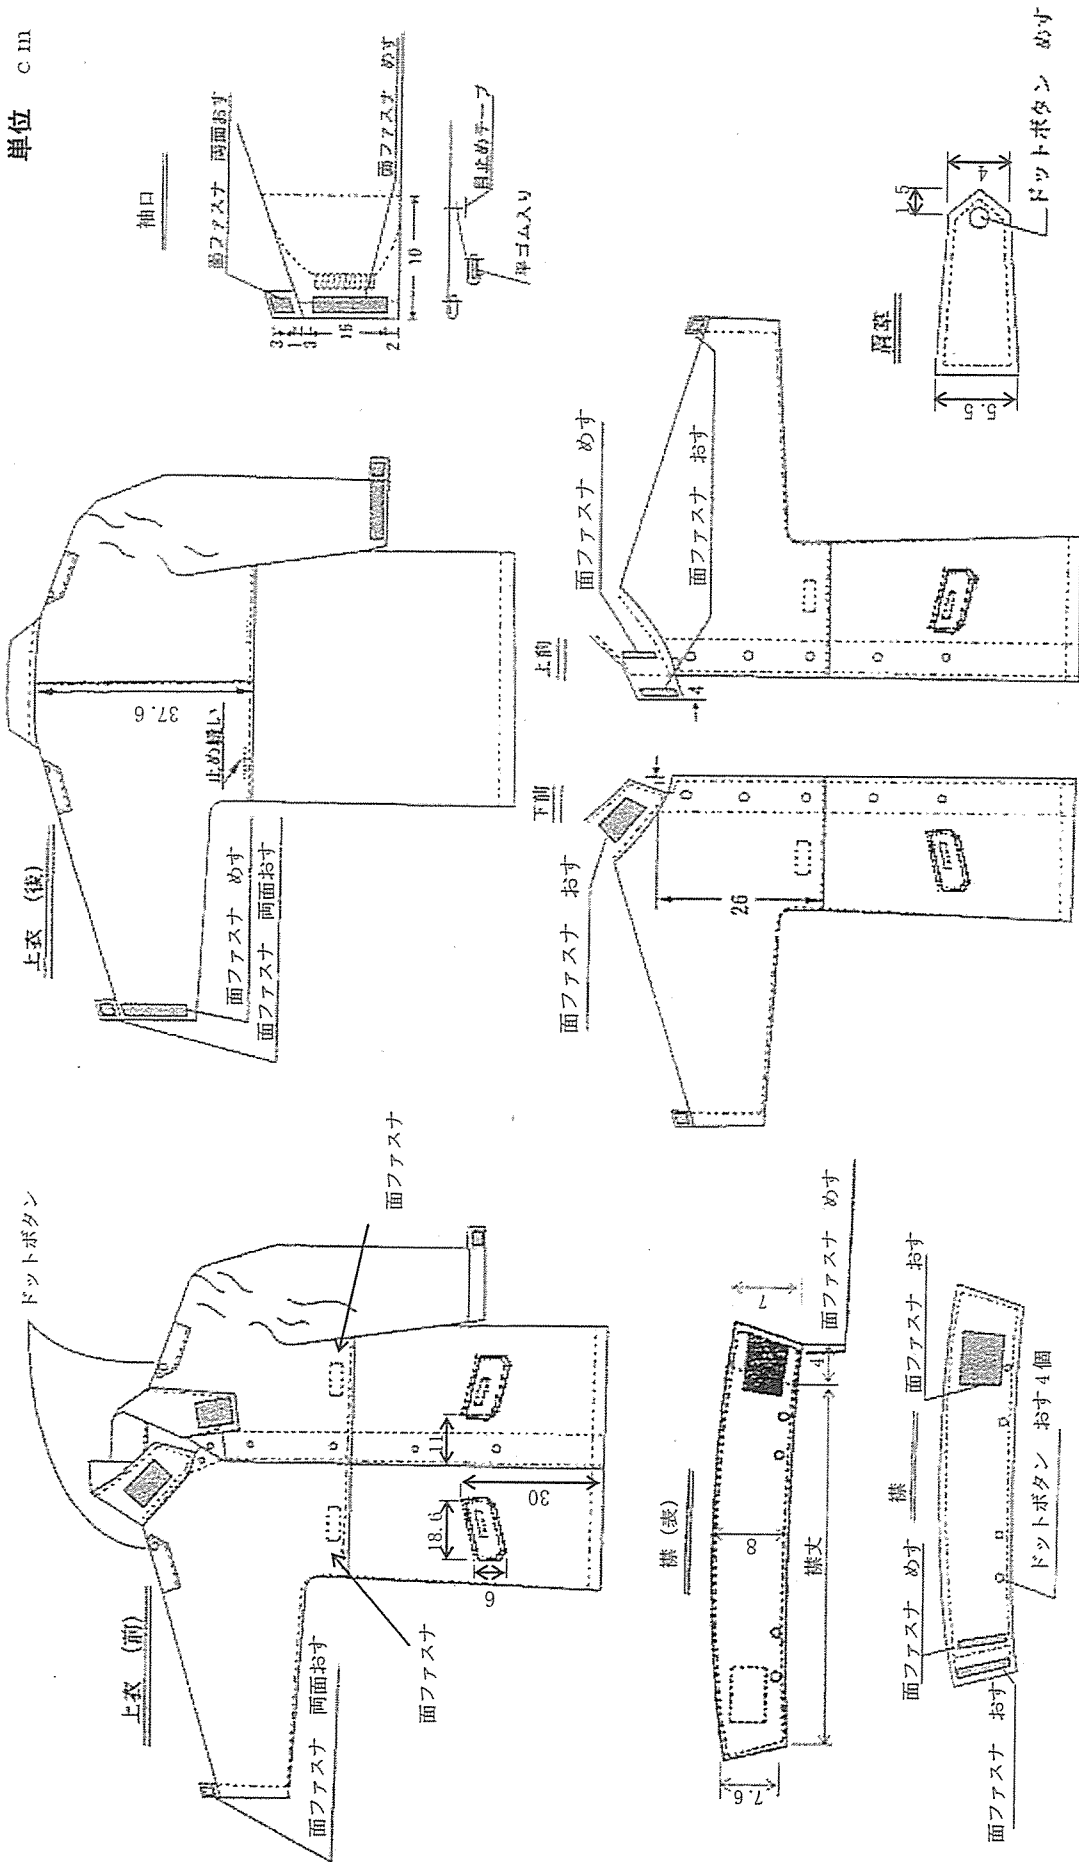 単位 cm
上衣 (前)
ドットボタン
面ファスナ 両面おす
面ファスナ
面ファスナ
18.6
6
11
30
上衣 (後)
37.6
止め縫い
面ファスナ めす
面ファスナ 両面おす
袖口
面ファスナ 両面おす
面ファスナ めす
3
1
3
2
10
目止めテープ
平ゴム入り
襟 (表)
7.6
8
7
4
襟丈
面ファスナ めす
襟
面ファスナ めす
面ファスナ おす
面ファスナ おす
ドットボタン おす4個
下前
面ファスナ おす
26
1
上前
面ファスナ めす
面ファスナ おす
4
肩章
5.5
1.5
4
ドットボタン めす